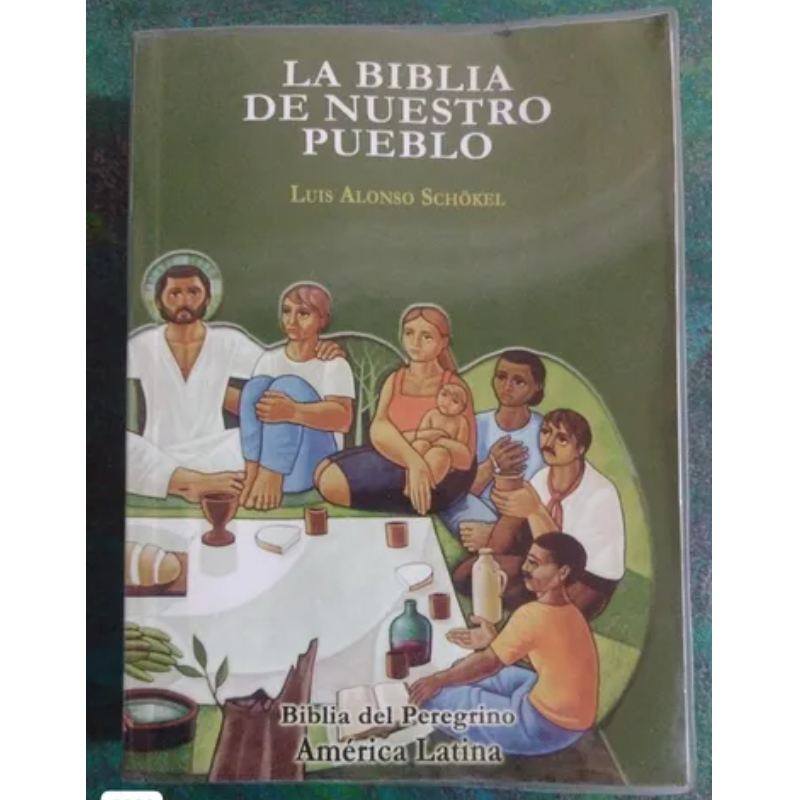 LA BIBLIA
DE NUESTRO
PUEBLO
LUIS ALONSO SCHÖKEL
Biblia del Peregrino
América Latina